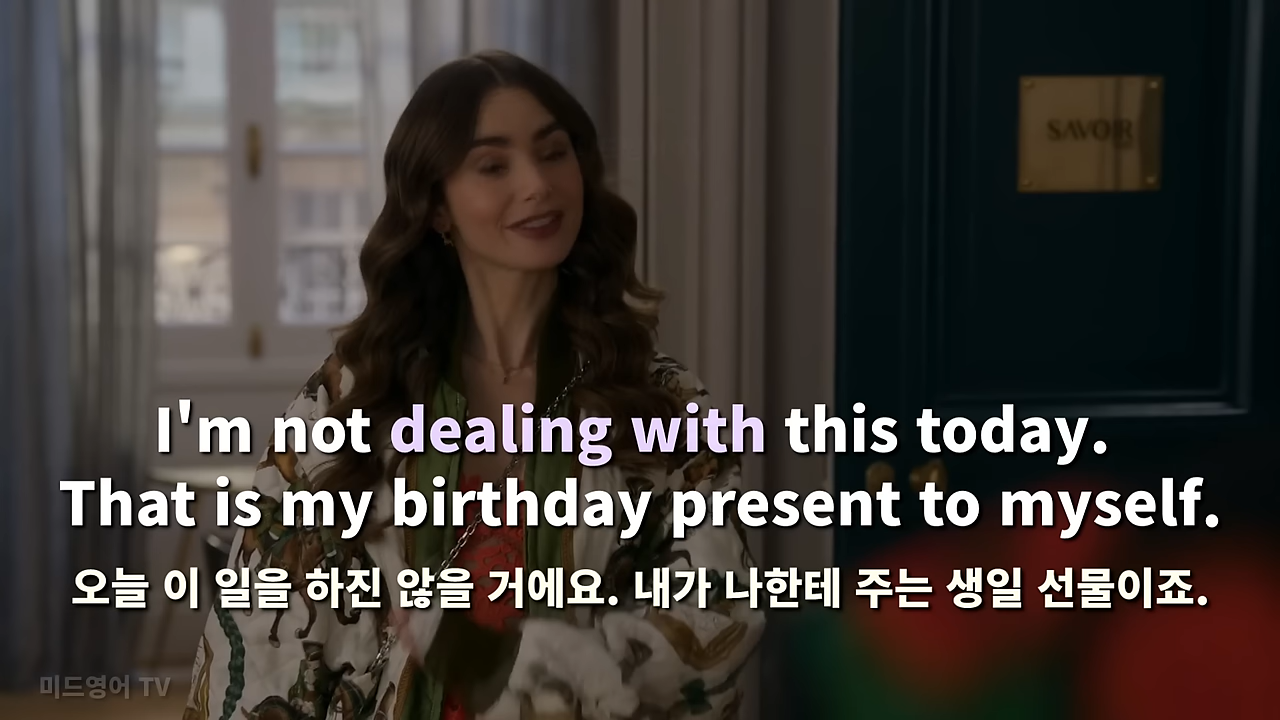 SAVOIR
I'm not dealing with this today.
That is my birthday present to myself.
오늘 이 일을 하진 않을 거에요. 내가 나한테 주는 생일 선물이죠.
미드영어 TV